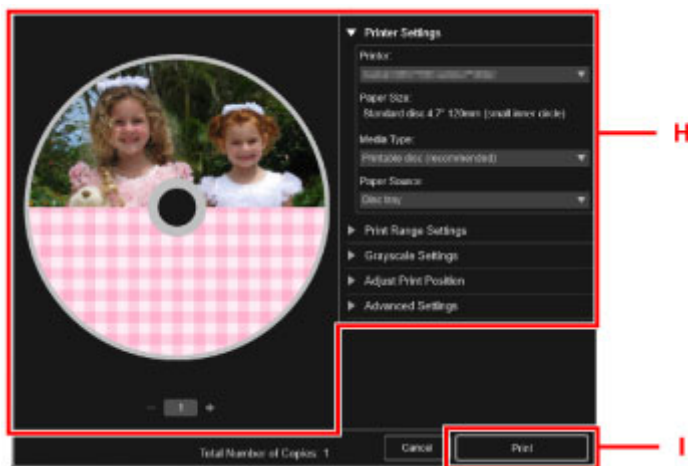 Printer Settings
Printer:
Paper Size:
Standard disc 4.7" 120mm (small inner circle)
H
Media Type:
Printable disc (recommended)
Paper Source:
Disc tray
Print Range Settings
Grayscale Settings
Adjust Print Position
Advanced Settings
1
Total Number of Copies: 1
Cancel
Print
I